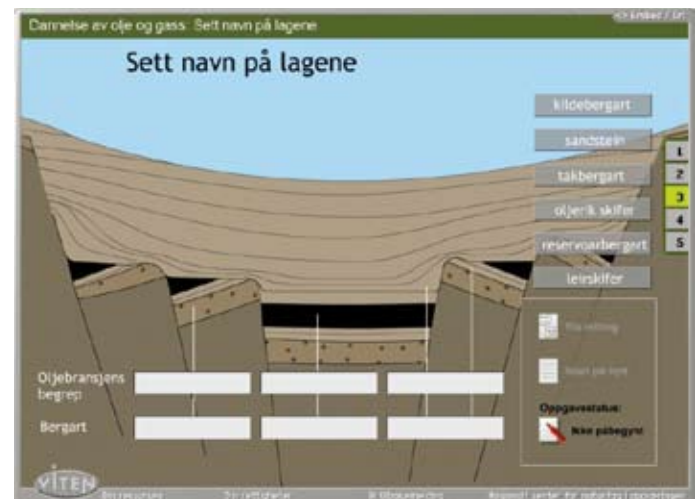 Dannelse av olje og gass: Sett navn på lagene
Sett navn på lagene
kildebergart
sandstein
takbergart
oljerik skifer
reservoarbergart
leirskifer
1
2
3
4
5
Oppgavestatus:
Ikke påbegynt
Oljebransjens
begrep
Bergart
VITEN